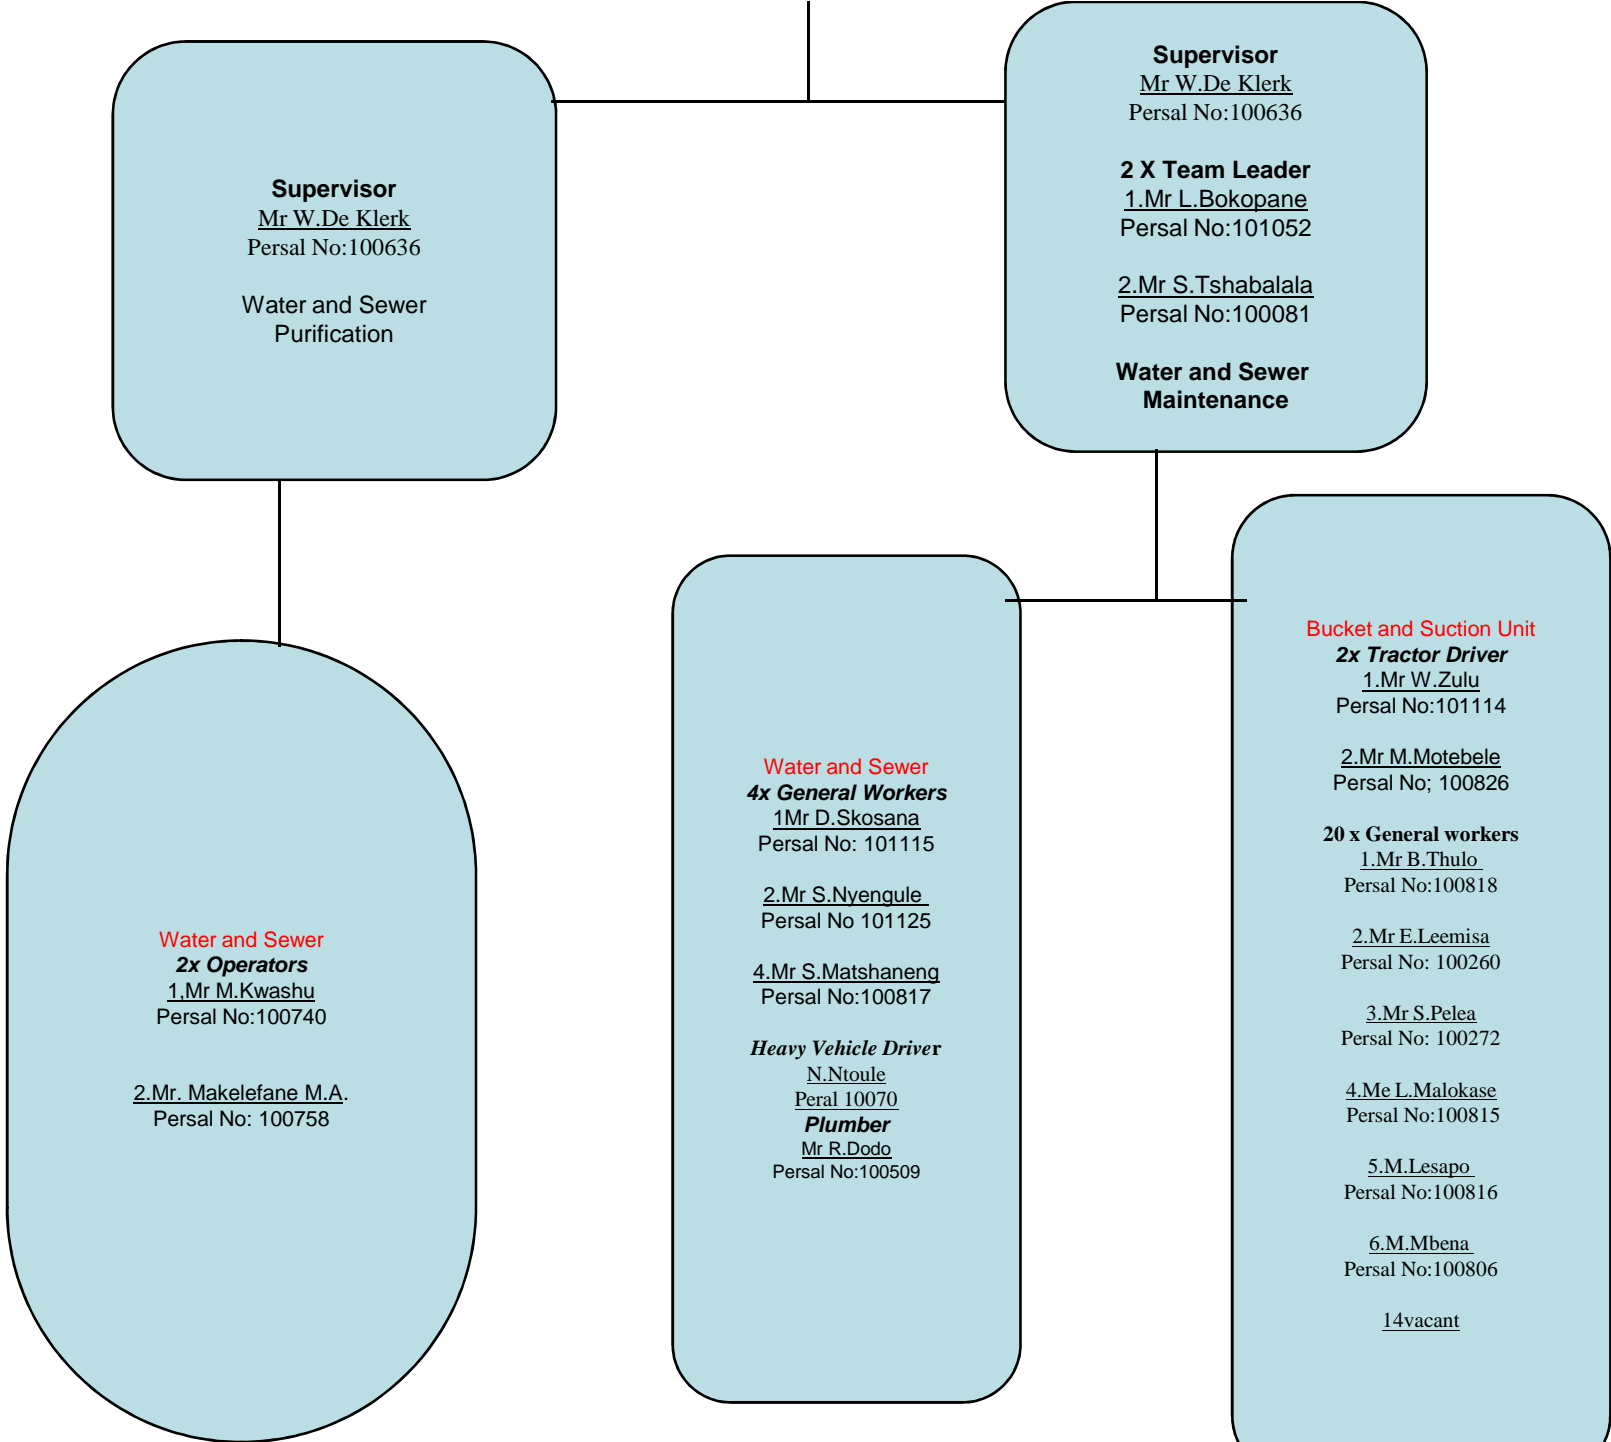 Supervisor
Mr W.De Klerk
Persal No:100636
Water and Sewer
Purification
Supervisor
Mr W.De Klerk
Persal No:100636
2 X Team Leader
1.Mr L.Bokopane
Persal No:101052
2.Mr S.Tshabalala
Persal No:100081
Water and Sewer
Maintenance
Water and Sewer
2x Operators
1,Mr M.Kwashu
Persal No:100740
2.Mr. Makelefane M.A.
Persal No: 100758
Water and Sewer
4x General Workers
1Mr D.Skosana
Persal No: 101115
2.Mr S.Nyengule
Persal No 101125
4.Mr S.Matshaneng
Persal No:100817
Heavy Vehicle Driver
N.Ntoule
Peral 10070
Plumber
Mr R.Dodo
Persal No:100509
Bucket and Suction Unit
2x Tractor Driver
1.Mr W.Zulu
Persal No:101114
2.Mr M.Motebele
Persal No; 100826
20 x General workers
1.Mr B.Thulo
Persal No:100818
2.Mr E.Leemisa
Persal No: 100260
3.Mr S.Pelea
Persal No: 100272
4.Me L.Malokase
Persal No:100815
5.M.Lesapo
Persal No:100816
6.M.Mbena
Persal No:100806
14vacant